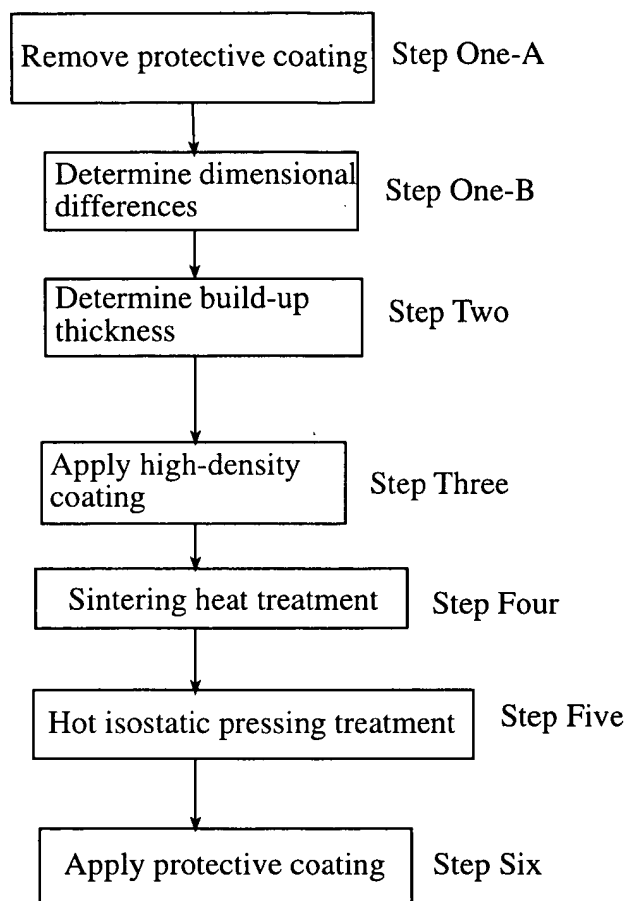 Remove protective coating Step One-A
Determine dimensional
differences
Step One-B
Determine build-up
thickness
Step Two
Apply high-density
coating
Step Three
Sintering heat treatment Step Four
Hot isostatic pressing treatment Step Five
Apply protective coating Step Six